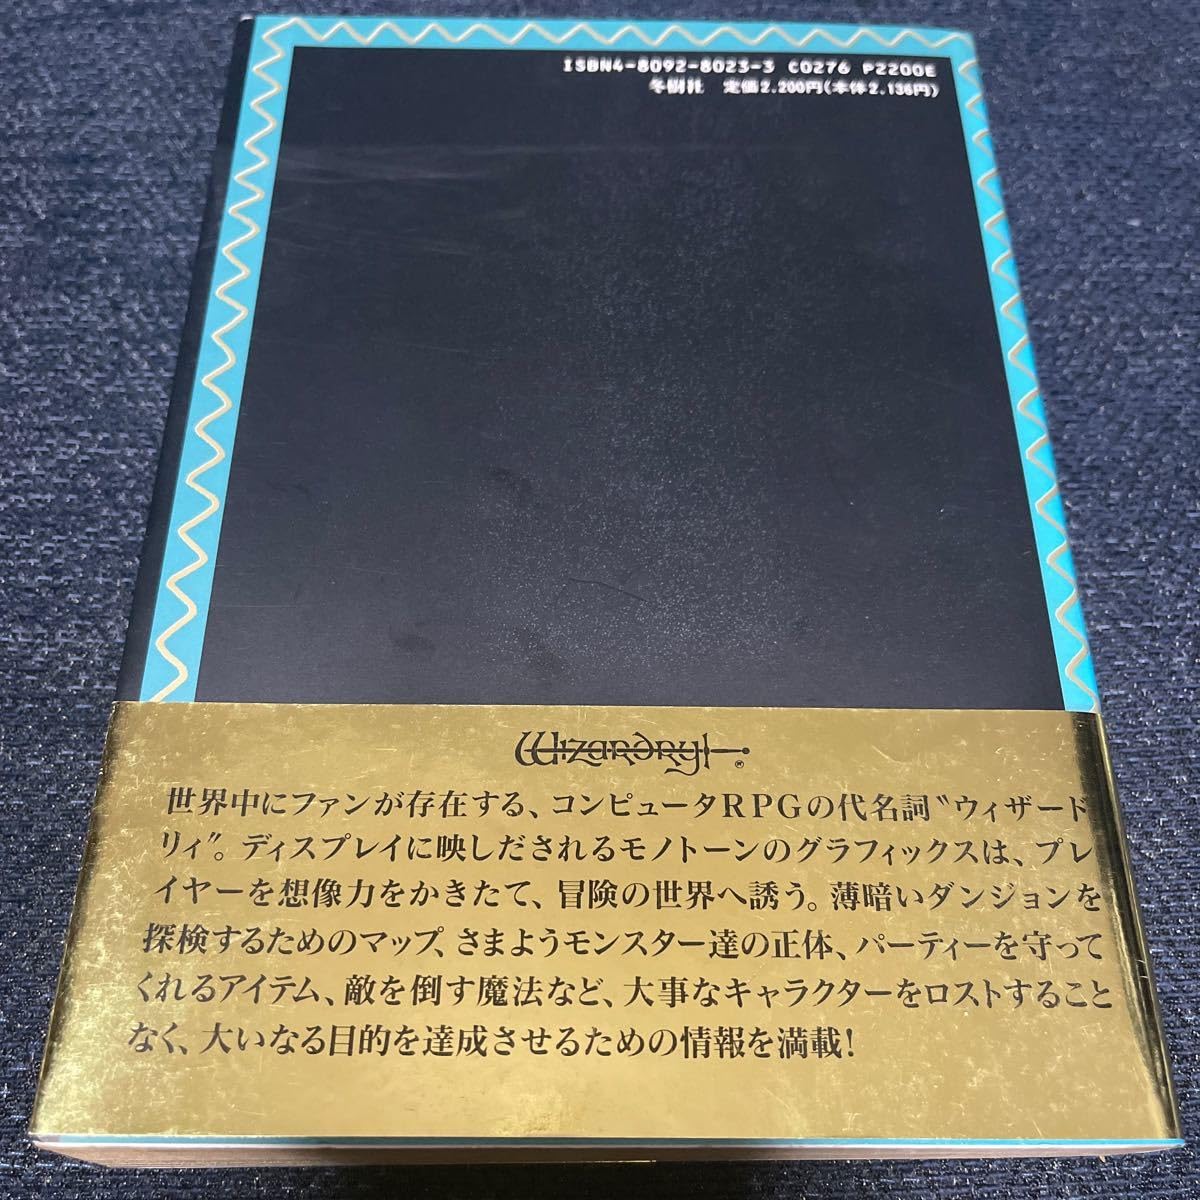 ISBN4-8092-8023-3 C0276 P2200E
冬樹社 定価2.200円(本体2.136円)
Wizardry®
世界中にファンが存在する、コンピュータRPGの代名詞〝ウィザード
リィ〟。ディスプレイに映しだされるモノトーンのグラフィックスは、プレ
イヤーを想像力をかきたて、冒険の世界へ誘う。薄暗いダンジョンを
探検するためのマップ、さまようモンスター達の正体、パーティーを守って
くれるアイテム、敵を倒す魔法など、大事なキャラクターをロストすること
なく、大いなる目的を達成させるための情報を満載!